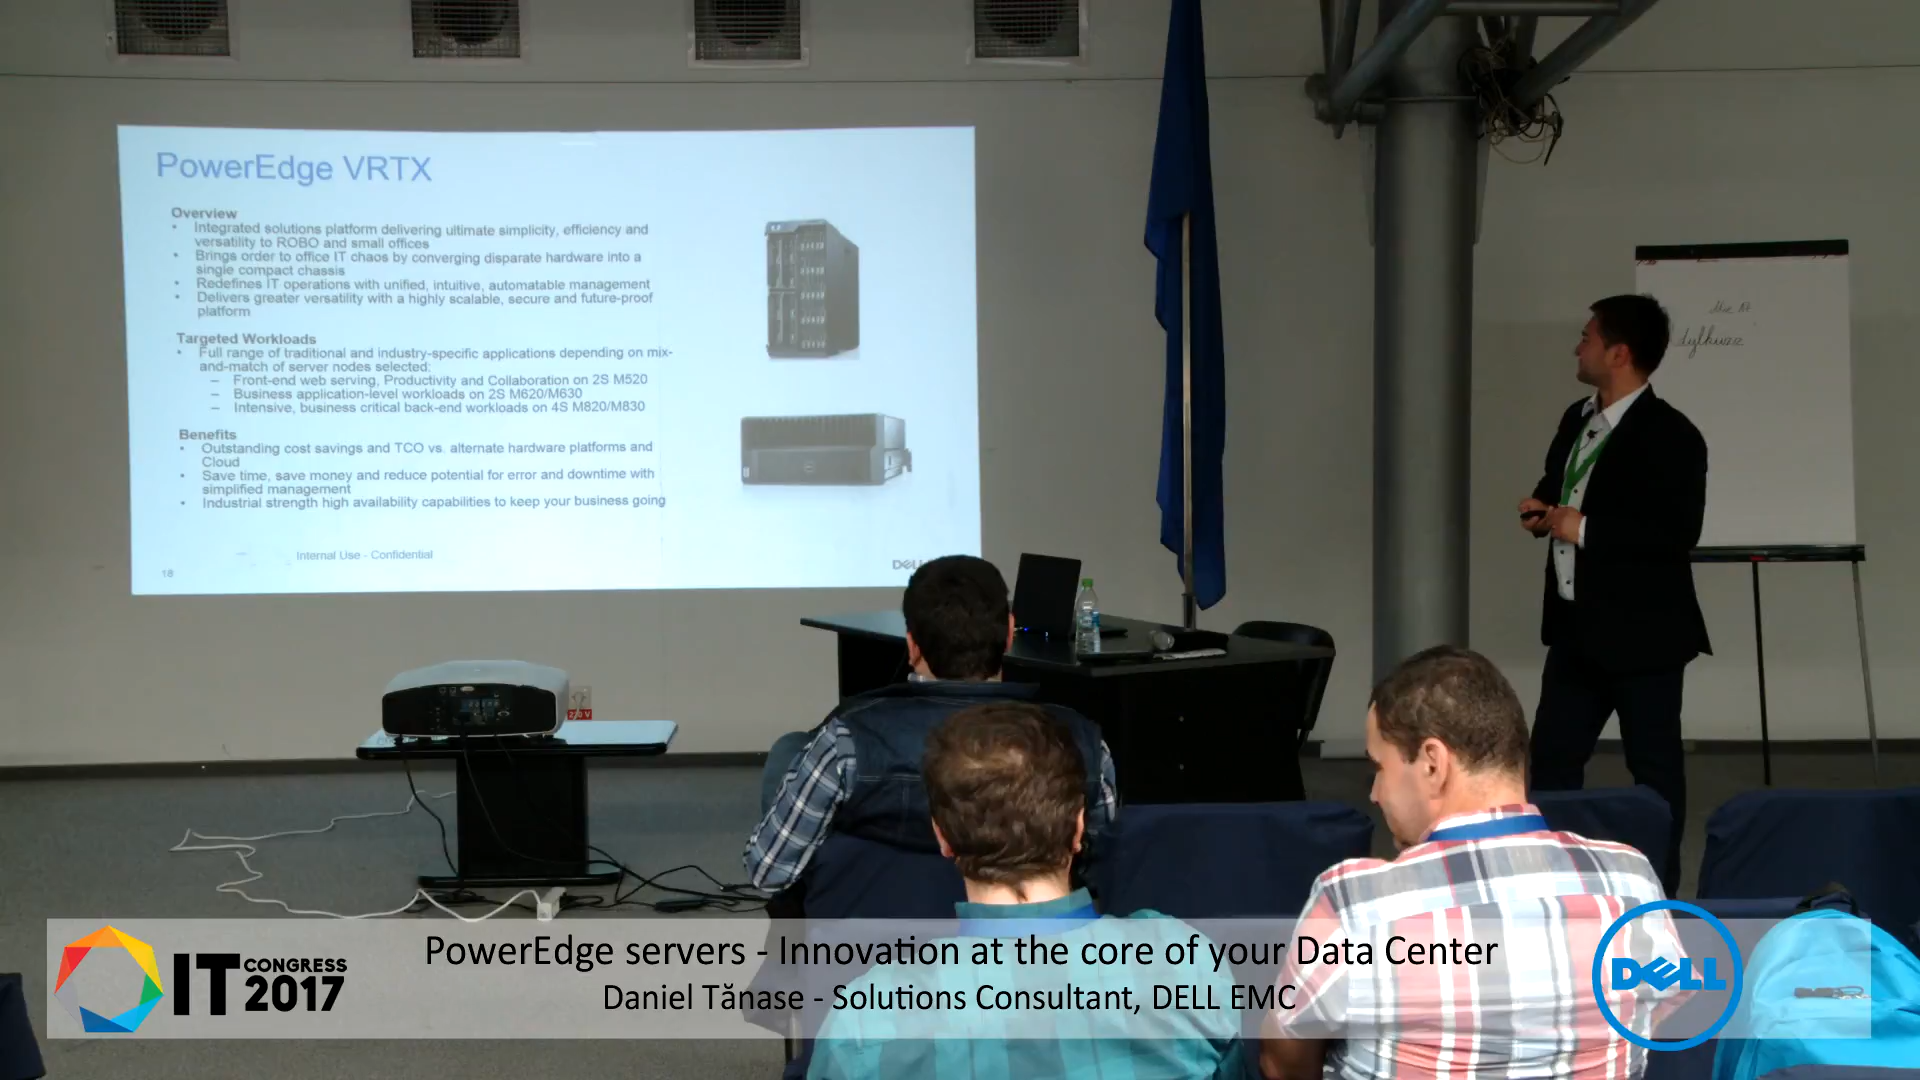 PowerEdge VRTX
Overview
• Integrated solutions platform delivering ultimate simplicity, efficiency and
versatility to ROBO and small offices
• Brings order to office IT chaos by converging disparate hardware into a
single compact chassis
• Redefines IT operations with unified, intuitive, automatable management
• Delivers greater versatility with a highly scalable, secure and future-proof
platform
Targeted Workloads
• Full range of traditional and industry-specific applications depending on mix-
and-match of server nodes selected:
– Front-end web serving, Productivity and Collaboration on 2S M520
– Business application-level workloads on 2S M620/M630
– Intensive, business critical back-end workloads on 4S M820/M830
Benefits
• Outstanding cost savings and TCO vs. alternate hardware platforms and
Cloud
• Save time, save money and reduce potential for error and downtime with
simplified management
• Industrial strength high availability capabilities to keep your business going
Internal Use - Confidential
18
DELL
230 V
IT CONGRESS
2017
PowerEdge servers - Innovation at the core of your Data Center
Daniel Tănase - Solutions Consultant, DELL EMC
DELL